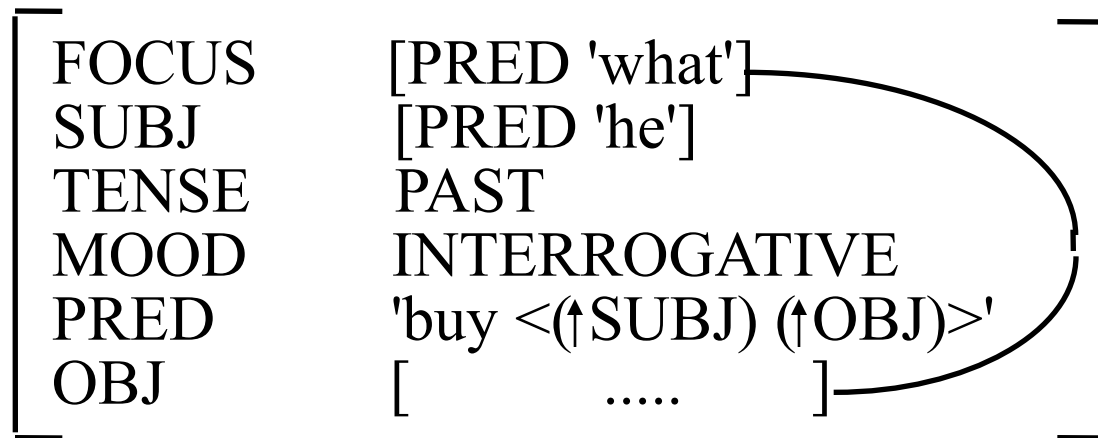 FOCUS [PRED 'what']
SUBJ [PRED 'he']
TENSE PAST
MOOD INTERROGATIVE
PRED 'buy <(↑SUBJ) (↑OBJ)>'
OBJ [ ..... ]